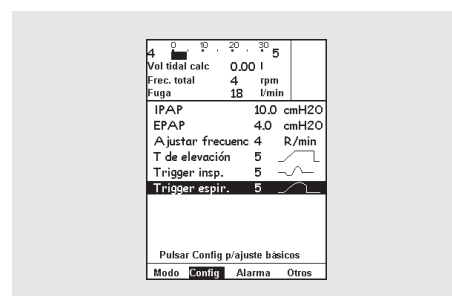 0 10 20 30
4 5
Vol tidal calc 0.00 l
Frec. total 4 rpm
Fuga 18 l/min
IPAP 10.0 cmH2O
EPAP 4.0 cmH2O
Ajustar frecuenc 4 R/min
T de elevación 5
Trigger insp. 5
Trigger espir. 5
Pulsar Config p/ajuste básicos
Modo Config Alarma Otros